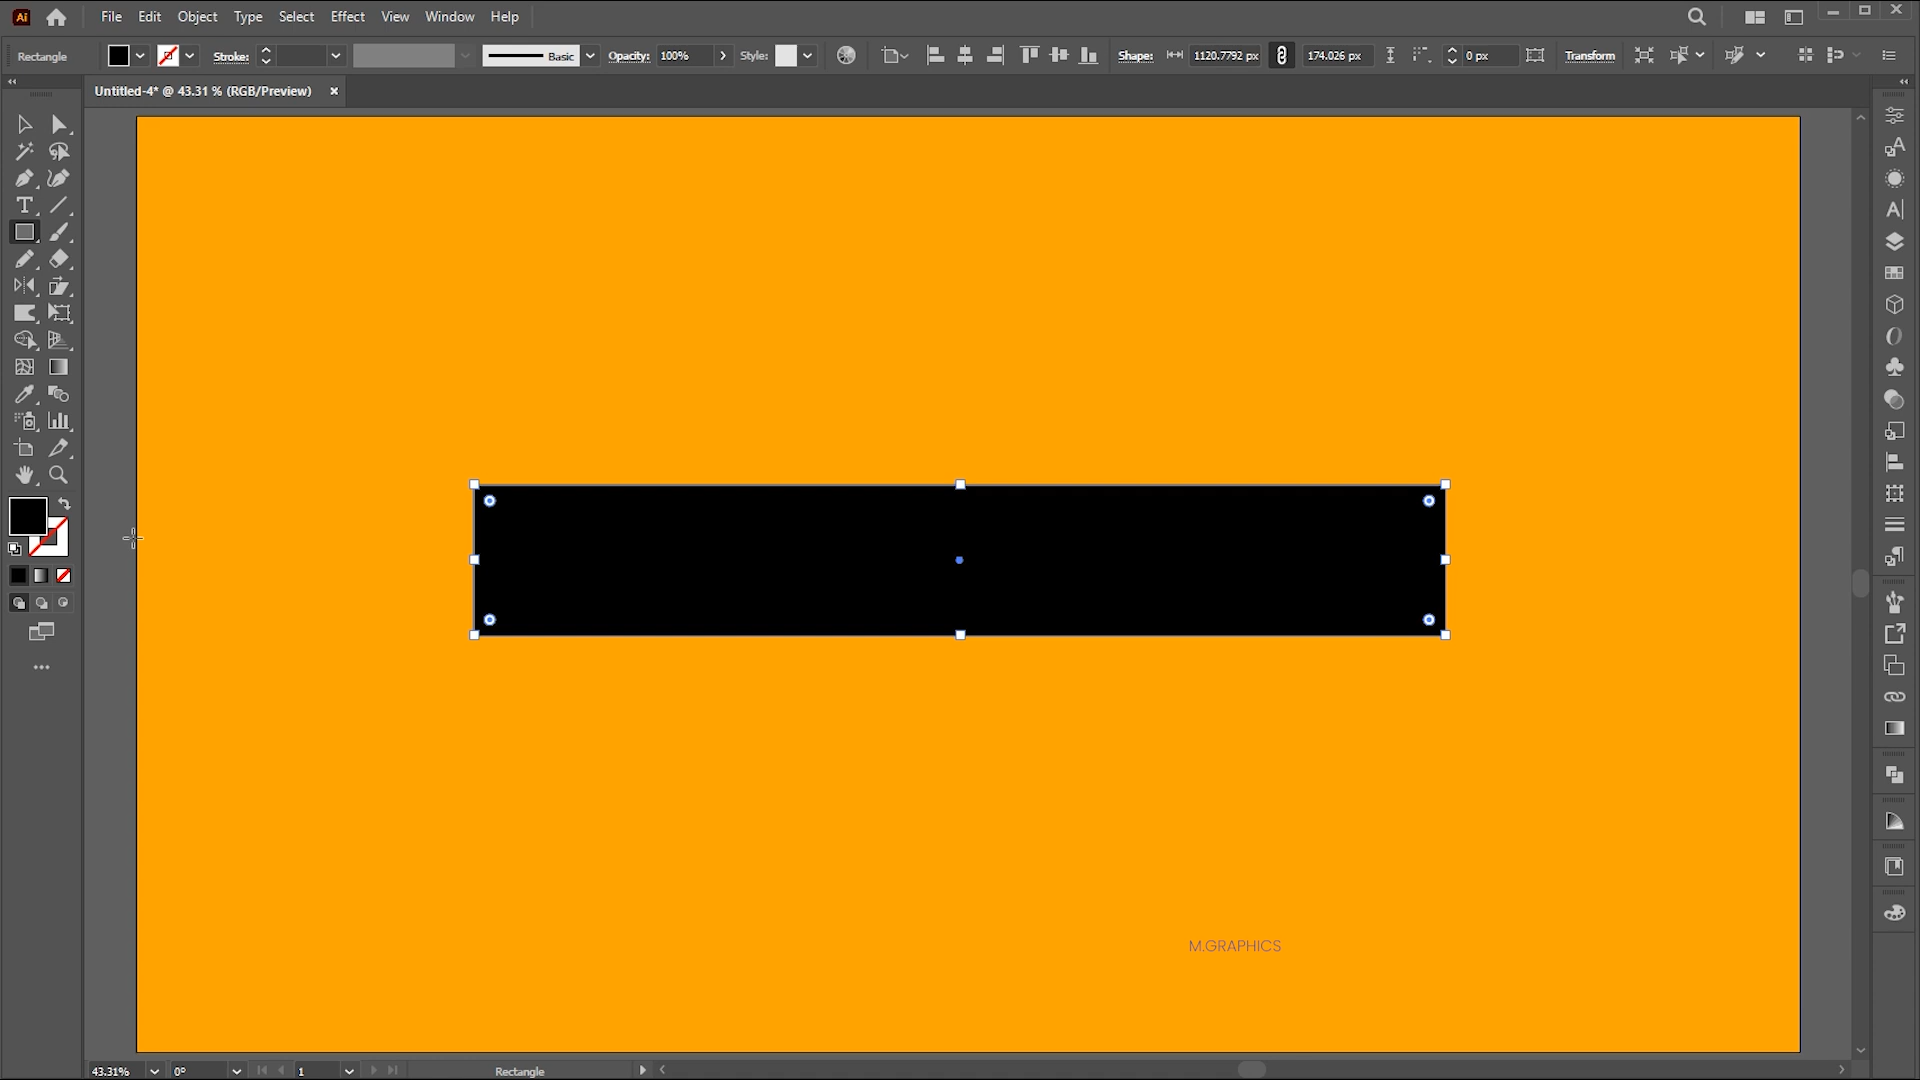 Ai File Edit Object Type Select Effect View Window Help
Rectangle Stroke: Basic Opacity: 100% Style: Shape: 1120.7792 px 174.026 px 0 px Transform
Untitled-4* @ 43.31 % (RGB/Preview) ×
M.GRAPHICS
43.31% 0° 1 Rectangle